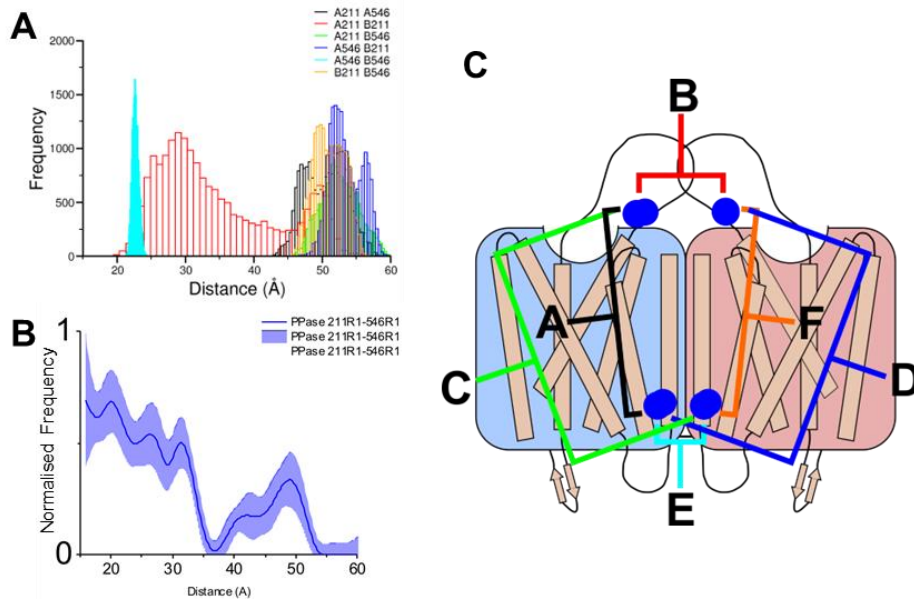 A
A211 A546
A211 B211
A211 B546
A546 B211
A546 B546
B211 B546
2000
1500
1000
500
0
Frequency
20 30 40 50 60
Distance (Å)
B
PPase 211R1-546R1
PPase 211R1-546R1
PPase 211R1-546R1
1
0
Normalised Frequency
20 30 40 50 60
Distance (A)
C
B
A
F
C
D
E